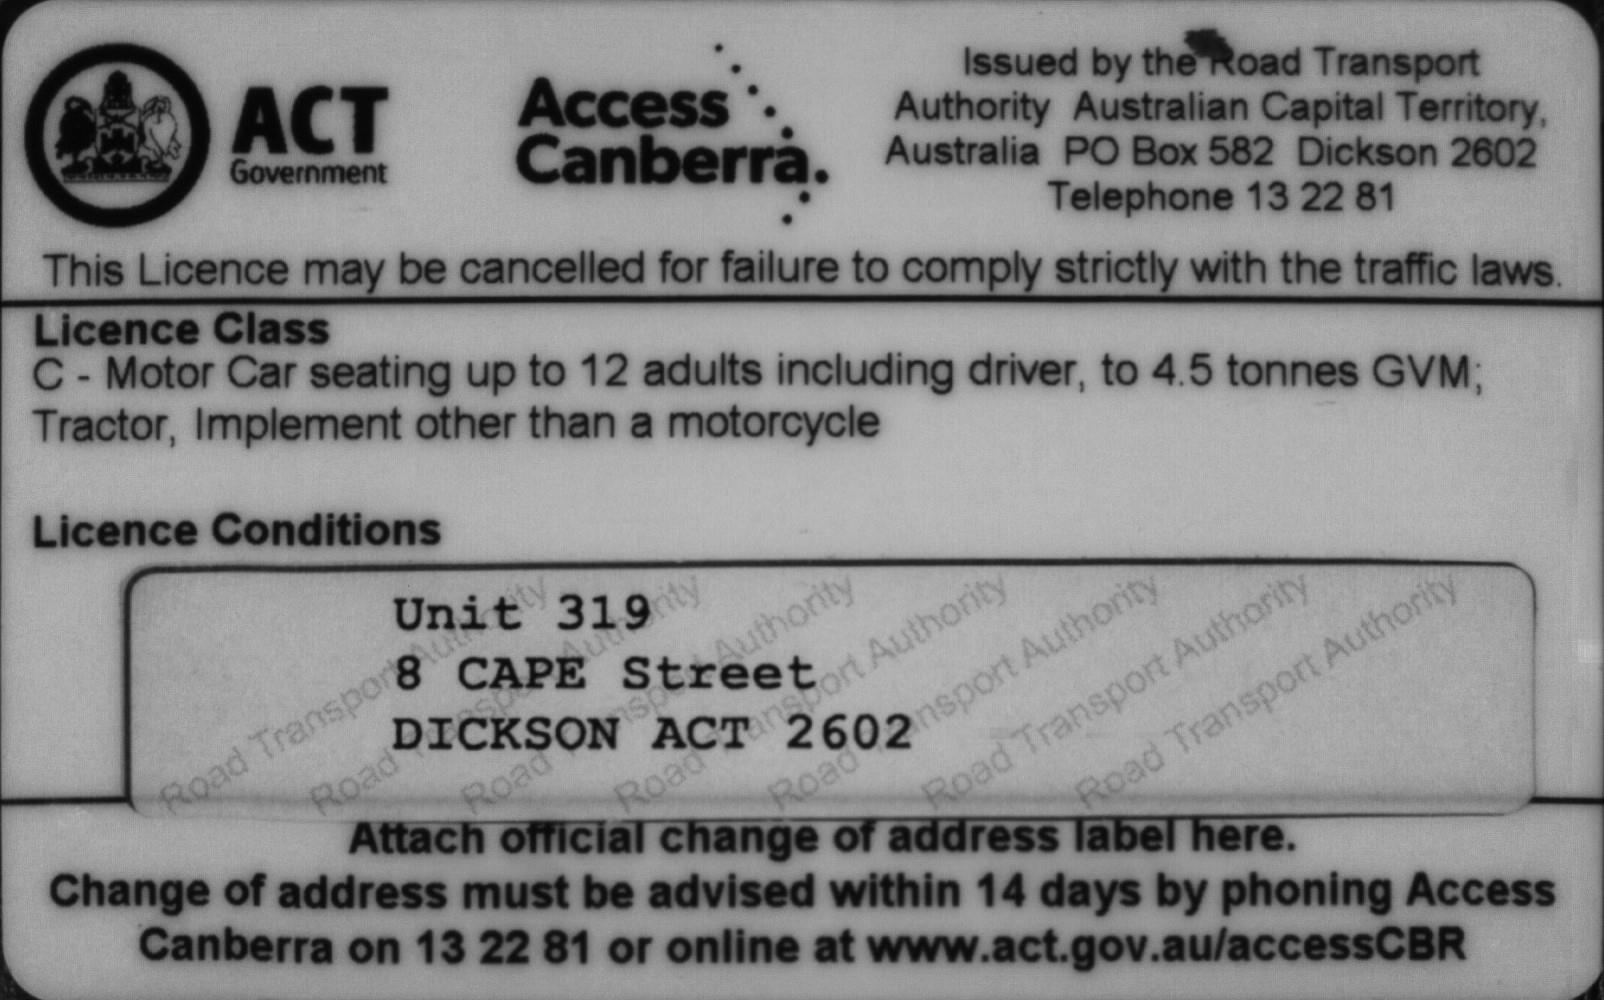 ACT
Government
Access
Canberra.
Issued by the Road Transport
Authority Australian Capital Territory,
Australia PO Box 582 Dickson 2602
Telephone 13 22 81
This Licence may be cancelled for failure to comply strictly with the traffic laws.
Licence Class
C - Motor Car seating up to 12 adults including driver, to 4.5 tonnes GVM;
Tractor, Implement other than a motorcycle
Licence Conditions
Unit 319
8 CAPE Street
DICKSON ACT 2602
Road Transport Authority
Road Transport Authority
Road Transport Authority
Road Transport Authority
Road Transport Authority
Road Transport Authority
Road Transport Authority
Attach official change of address label here.
Change of address must be advised within 14 days by phoning Access
Canberra on 13 22 81 or online at www.act.gov.au/accessCBR